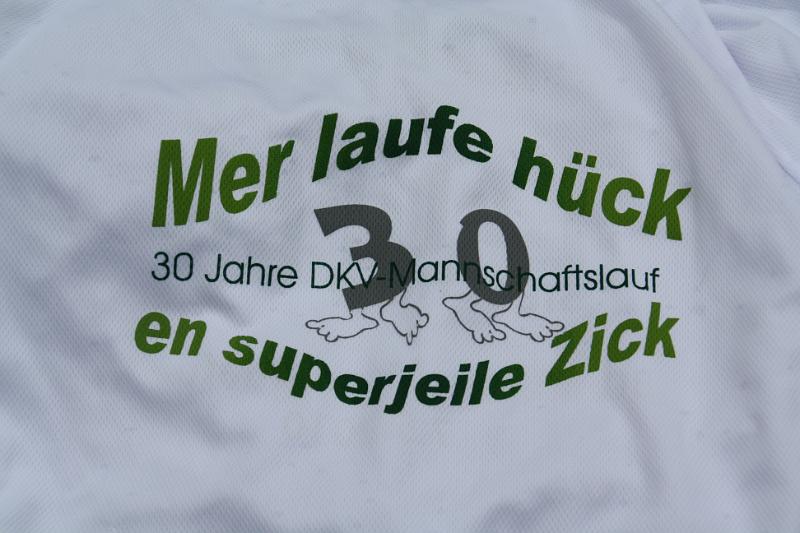 Mer laufe hück
30
30 Jahre DKV-Mannschaftslauf
en superjeile Zick